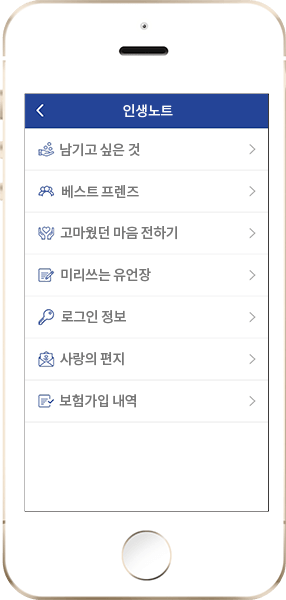 인생노트
남기고 싶은 것
베스트 프렌즈
고마웠던 마음 전하기
미리쓰는 유언장
로그인 정보
사랑의 편지
보험가입 내역